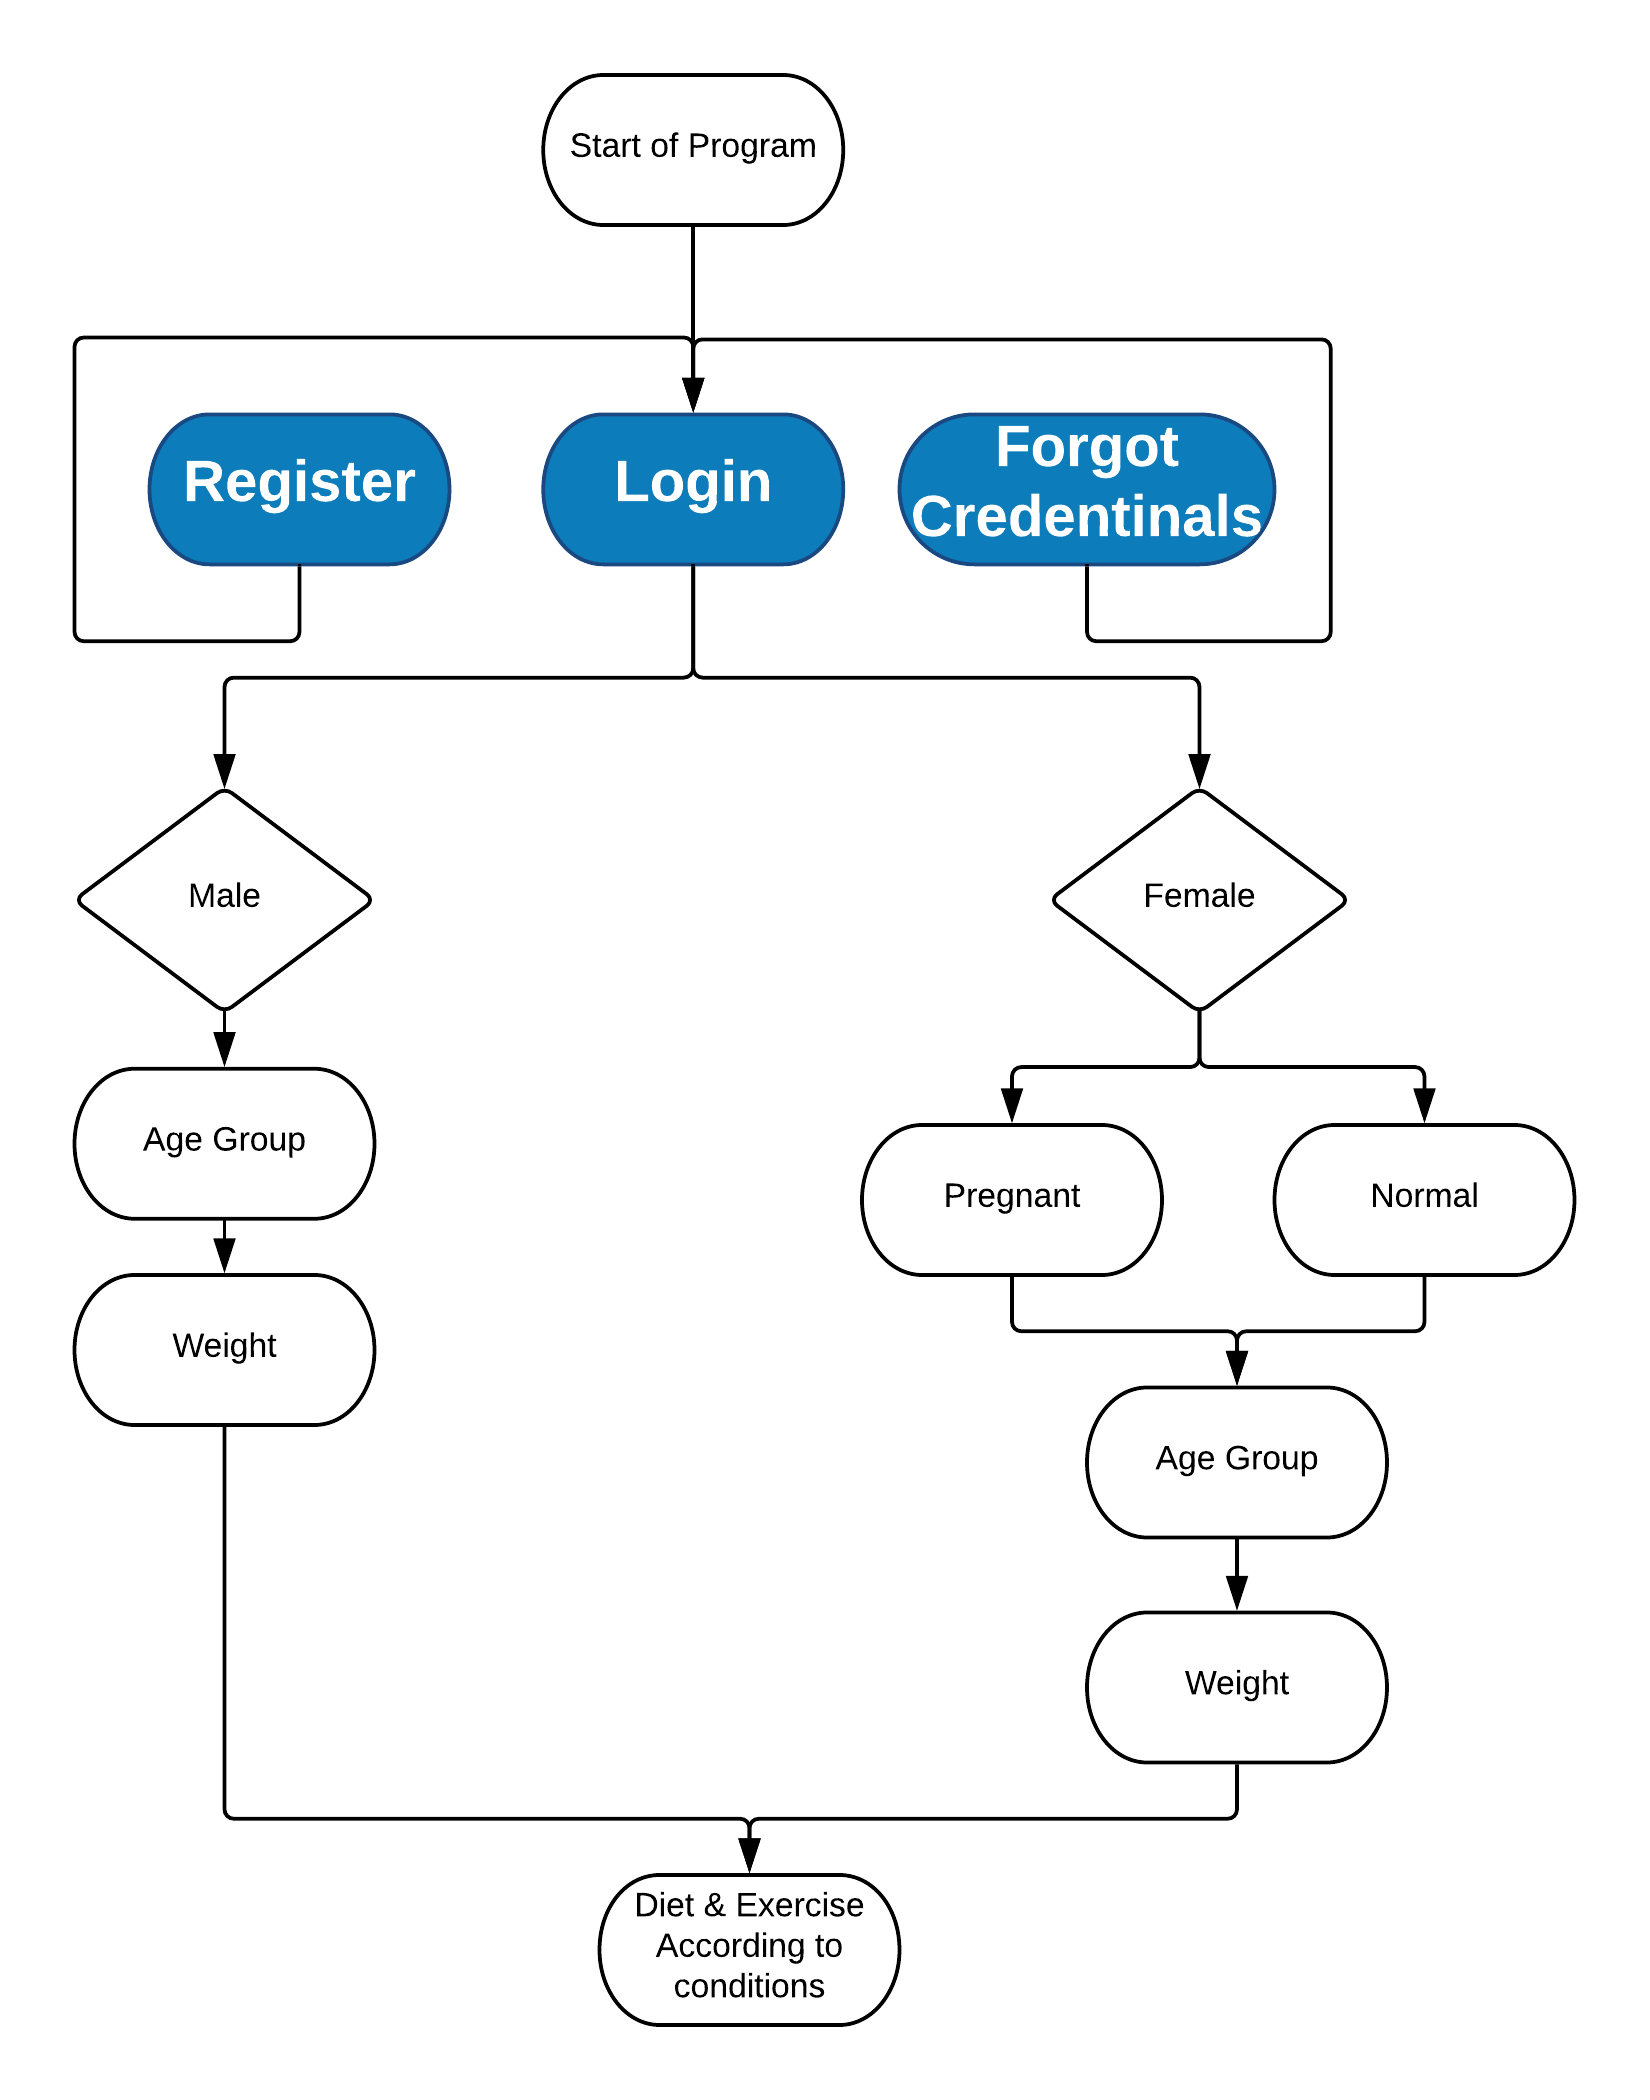 Start of Program
Register
Login
Forgot
Credentinals
Male
Female
Age Group
Pregnant
Normal
Weight
Age Group
Weight
Diet & Exercise
According to
conditions